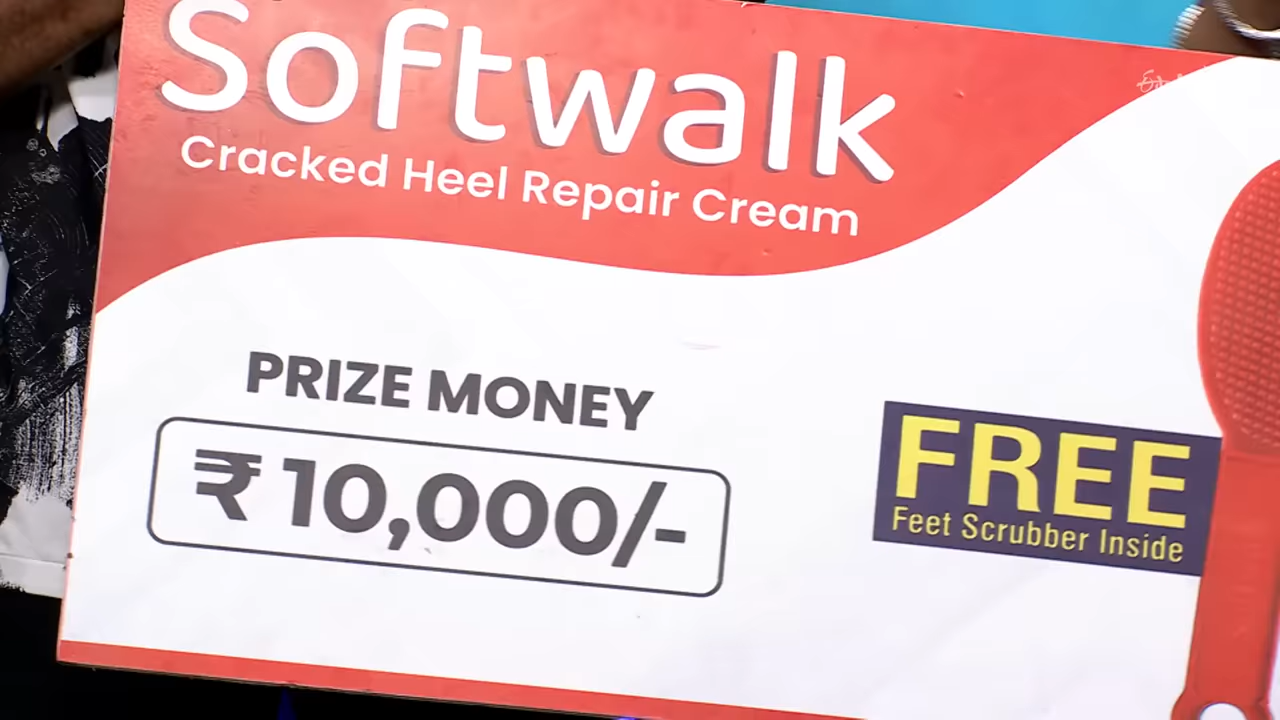 Softwalk
Cracked Heel Repair Cream
PRIZE MONEY
₹ 10,000/-
FREE
Feet Scrubber Inside